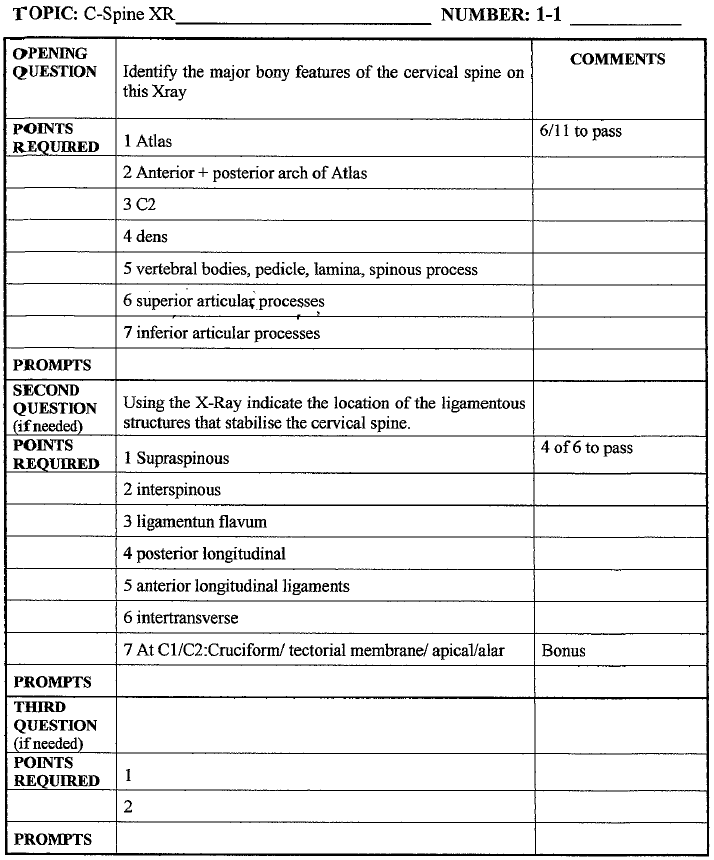 TOPIC: C-Spine XR NUMBER: 1-1
OPENING
QUESTION
Identify the major bony features of the cervical spine on
this Xray
COMMENTS
POINTS
REQUIRED
1 Atlas
6/11 to pass
2 Anterior + posterior arch of Atlas
3 C2
4 dens
5 vertebral bodies, pedicle, lamina, spinous process
6 superior articular processes
7 inferior articular processes
PROMPTS
SECOND
QUESTION
(if needed)
Using the X-Ray indicate the location of the ligamentous
structures that stabilise the cervical spine.
POINTS
REQUIRED
1 Supraspinous
4 of 6 to pass
2 interspinous
3 ligamentun flavum
4 posterior longitudinal
5 anterior longitudinal ligaments
6 intertransverse
7 At C1/C2:Cruciform/ tectorial membrane/ apical/alar
Bonus
PROMPTS
THIRD
QUESTION
(if needed)
POINTS
REQUIRED
1
2
PROMPTS